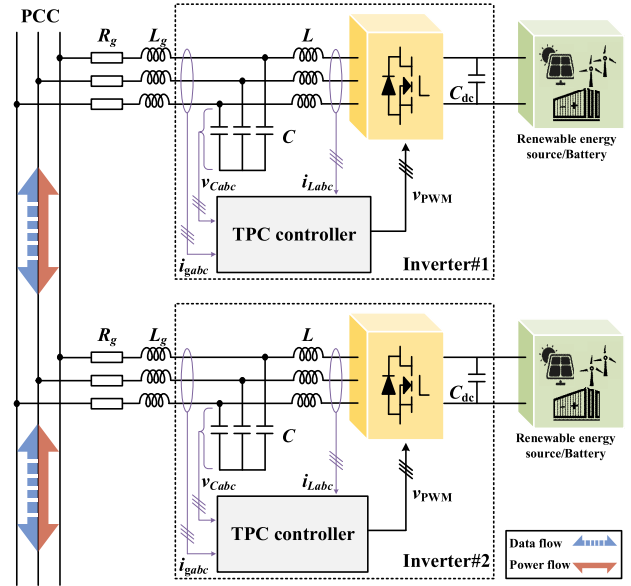 PCC
Rg Lg L
C
Cdc
Renewable energy
source/Battery
vCabc
iLabc
vPWM
TPC controller
igabc
Inverter#1
Rg Lg L
C
Cdc
Renewable energy
source/Battery
vCabc
iLabc
vPWM
TPC controller
igabc
Inverter#2
Data flow
Power flow